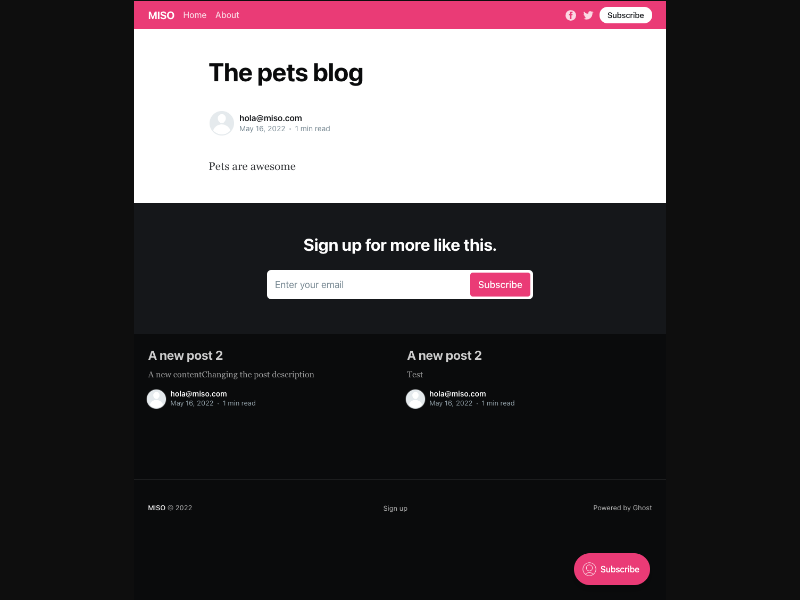 MISO Home About Subscribe
The pets blog
hola@miso.com
May 16, 2022 • 1 min read
Pets are awesome
Sign up for more like this.
Enter your email Subscribe
A new post 2
A new contentChanging the post description
hola@miso.com
May 16, 2022 • 1 min read
A new post 2
Test
hola@miso.com
May 16, 2022 • 1 min read
MISO © 2022 Sign up Powered by Ghost
Subscribe